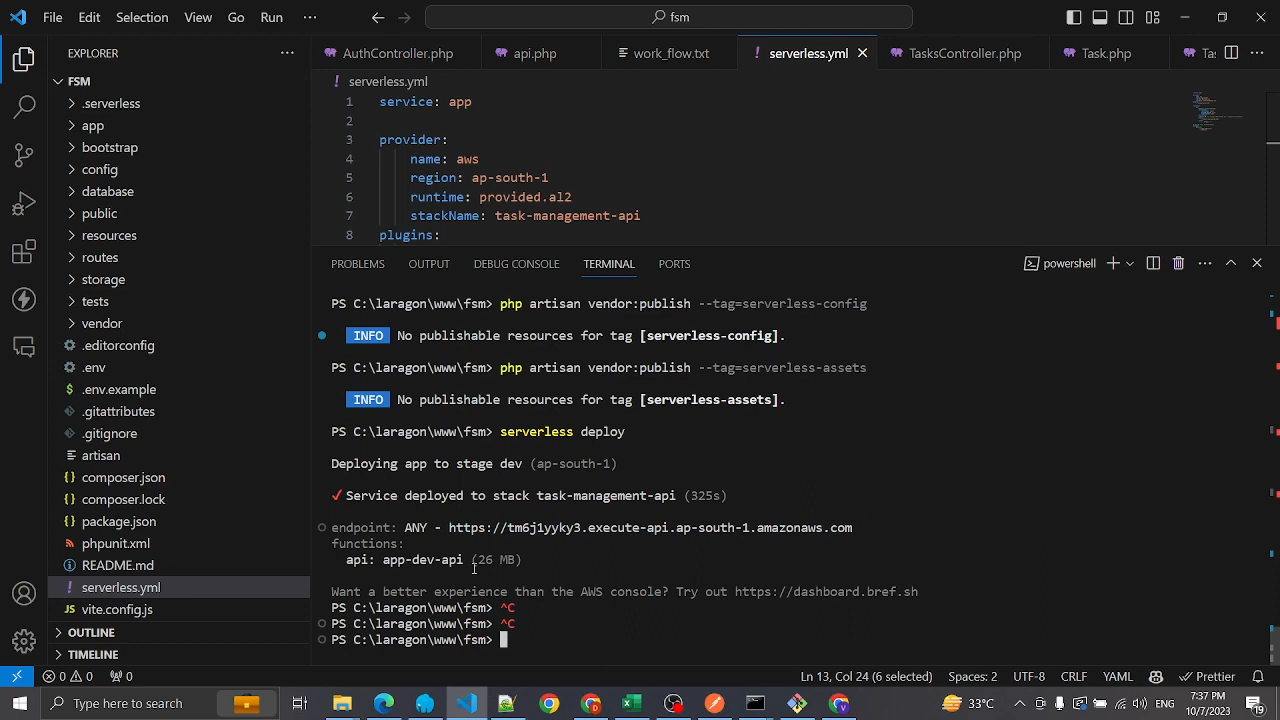 File Edit Selection View Go Run ··· fsm
EXPLORER ···
AuthController.php api.php work_flow.txt serverless.yml TasksController.php Task.php Tas ···
FSM
.serverless
app
bootstrap
config
database
public
resources
routes
storage
tests
vendor
.editorconfig
.env
.env.example
.gitattributes
.gitignore
artisan
composer.json
composer.lock
package.json
phpunit.xml
README.md
serverless.yml
vite.config.js
OUTLINE
TIMELINE
serverless.yml
1 service: app
2
3 provider:
4 name: aws
5 region: ap-south-1
6 runtime: provided.al2
7 stackName: task-management-api
8 plugins:
PROBLEMS OUTPUT DEBUG CONSOLE TERMINAL PORTS powershell ···
PS C:\laragon\www\fsm> php artisan vendor:publish --tag=serverless-config
INFO No publishable resources for tag [serverless-config].
PS C:\laragon\www\fsm> php artisan vendor:publish --tag=serverless-assets
INFO No publishable resources for tag [serverless-assets].
PS C:\laragon\www\fsm> serverless deploy
Deploying app to stage dev (ap-south-1)
✓Service deployed to stack task-management-api (325s)
endpoint: ANY - https://tm6j1yyky3.execute-api.ap-south-1.amazonaws.com
functions:
api: app-dev-api (26 MB)
Want a better experience than the AWS console? Try out https://dashboard.bref.sh
PS C:\laragon\www\fsm> ^C
PS C:\laragon\www\fsm> ^C
PS C:\laragon\www\fsm>
0 0 0 Ln 13, Col 24 (6 selected) Spaces: 2 UTF-8 CRLF YAML Prettier
Type here to search 33°C 7:37 PM
10/7/2023 19